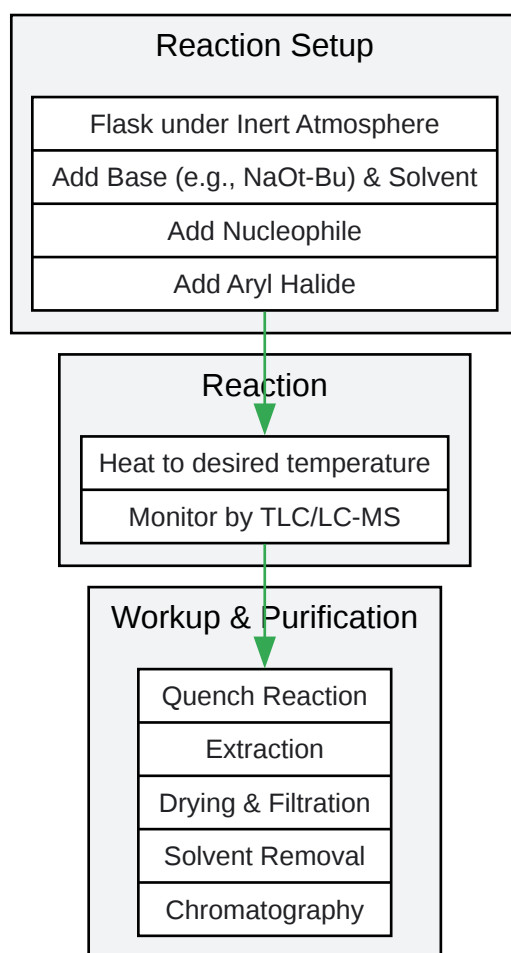 Reaction Setup
Flask under Inert Atmosphere
Add Base (e.g., NaOt-Bu) & Solvent
Add Nucleophile
Add Aryl Halide
Reaction
Heat to desired temperature
Monitor by TLC/LC-MS
Workup & Purification
Quench Reaction
Extraction
Drying & Filtration
Solvent Removal
Chromatography